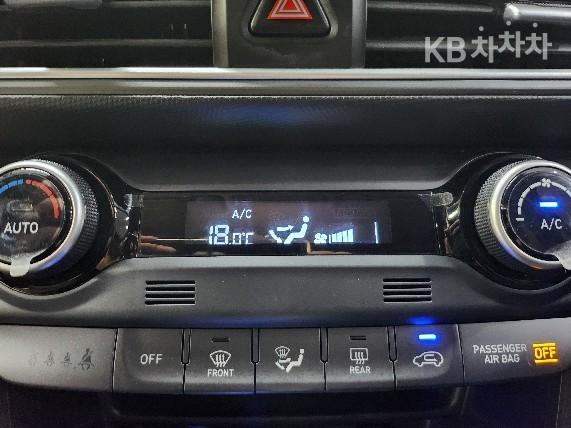 KB차차차
A/C
18.0°C
AUTO
A/C
OFF
FRONT
REAR
PASSENGER
AIR BAG
OFF